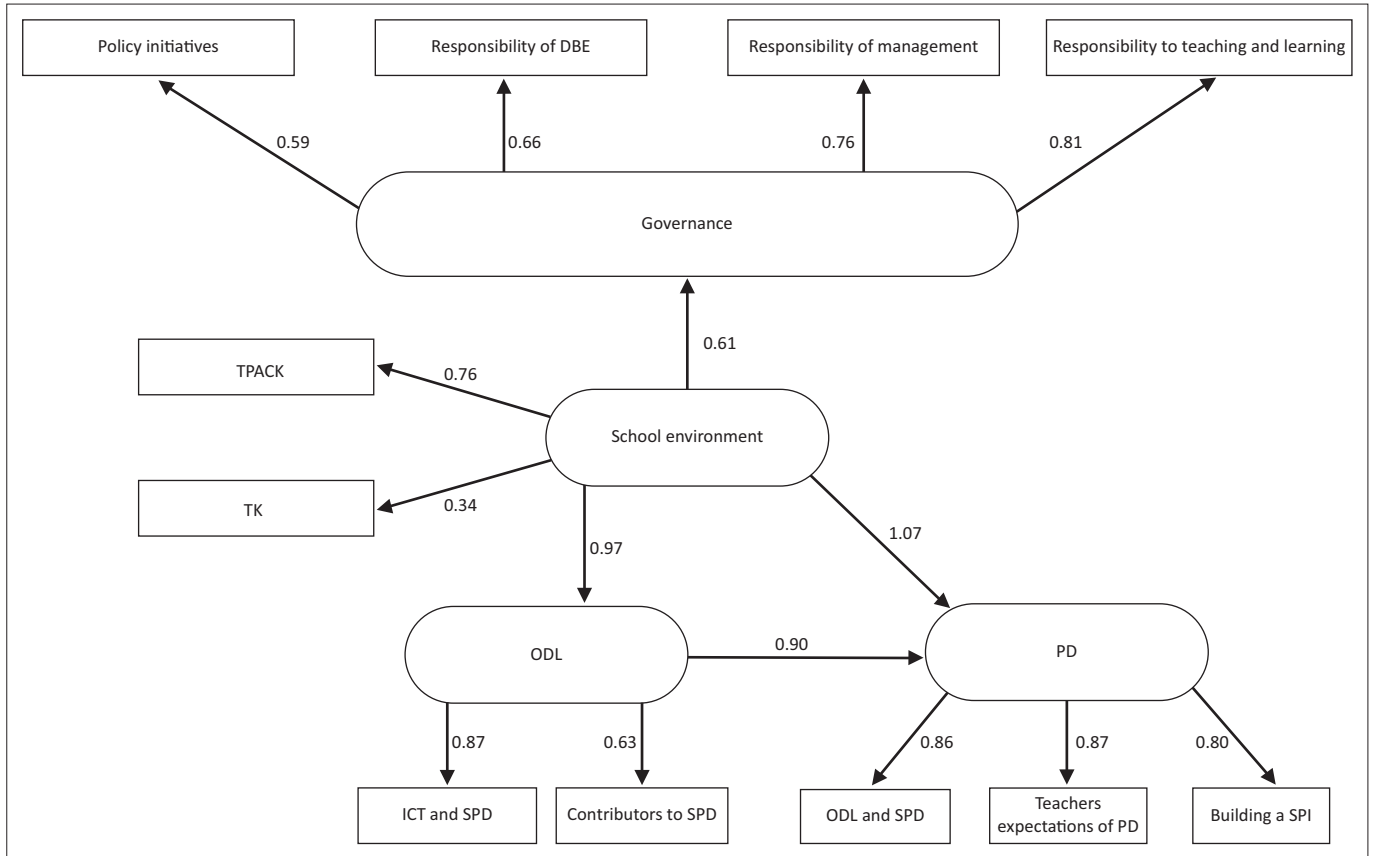 Policy initiatives
Responsibility of DBE
Responsibility of management
Responsibility to teaching and learning
0.59
0.66
0.76
0.81
Governance
0.61
TPACK
0.76
School environment
TK
0.34
0.97
1.07
ODL
0.90
PD
0.87
0.63
0.86
0.87
0.80
ICT and SPD
Contributors to SPD
ODL and SPD
Teachers
expectations of PD
Building a SPI